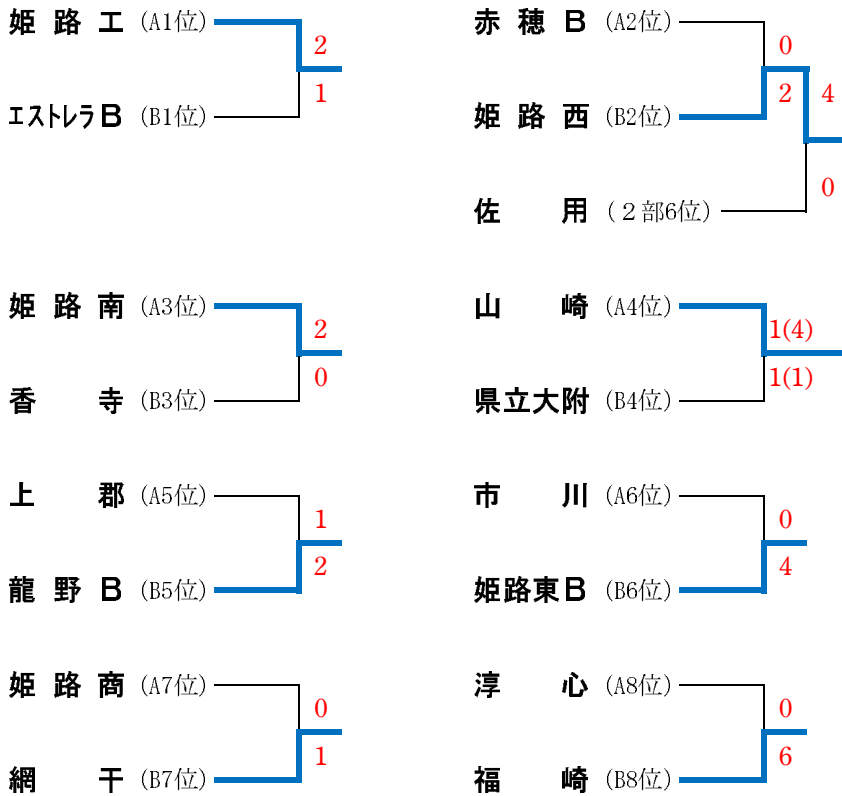 姫路工 (A1位)
2
1
エストレラB (B1位)
赤穂B (A2位)
0
2
4
姫路西 (B2位)
0
佐用 (２部6位)
姫路南 (A3位)
2
0
香寺 (B3位)
山崎 (A4位)
1(4)
1(1)
県立大附 (B4位)
上郡 (A5位)
1
2
龍野B (B5位)
市川 (A6位)
0
4
姫路東B (B6位)
姫路商 (A7位)
0
1
網干 (B7位)
淳心 (A8位)
0
6
福崎 (B8位)